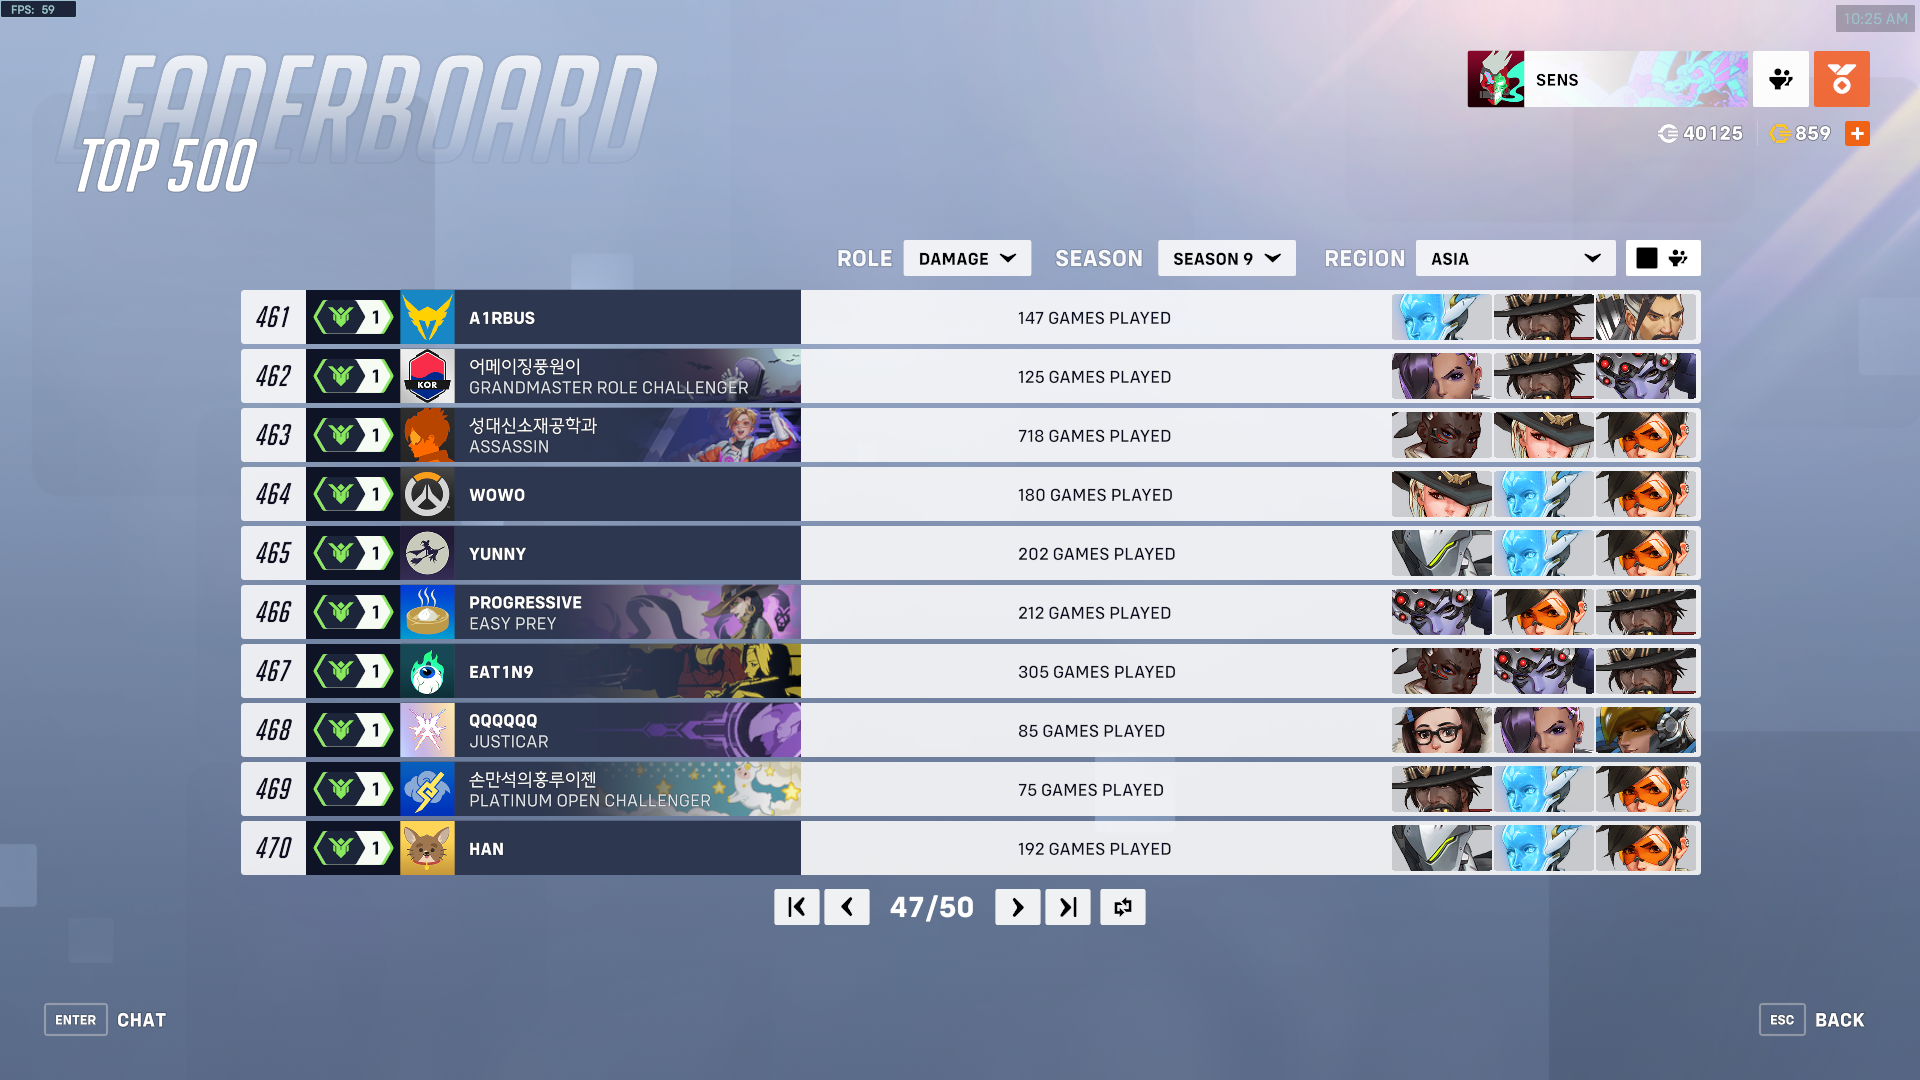 FPS: 59
10:25 AM
LEADERBOARD
TOP 500
SENS
40125
859
ROLE DAMAGE SEASON SEASON 9 REGION ASIA
461 1 A1RBUS 147 GAMES PLAYED
462 1 KOR 어메이징풍원이 125 GAMES PLAYED
GRANDMASTER ROLE CHALLENGER
463 1 성대신소재공학과 718 GAMES PLAYED
ASSASSIN
464 1 WOWO 180 GAMES PLAYED
465 1 YUNNY 202 GAMES PLAYED
466 1 PROGRESSIVE 212 GAMES PLAYED
EASY PREY
467 1 EAT1N9 305 GAMES PLAYED
468 1 QQQQQQ 85 GAMES PLAYED
JUSTICAR
469 1 손만석의홍루이젠 75 GAMES PLAYED
PLATINUM OPEN CHALLENGER
470 1 HAN 192 GAMES PLAYED
47/50
ENTER CHAT
ESC BACK